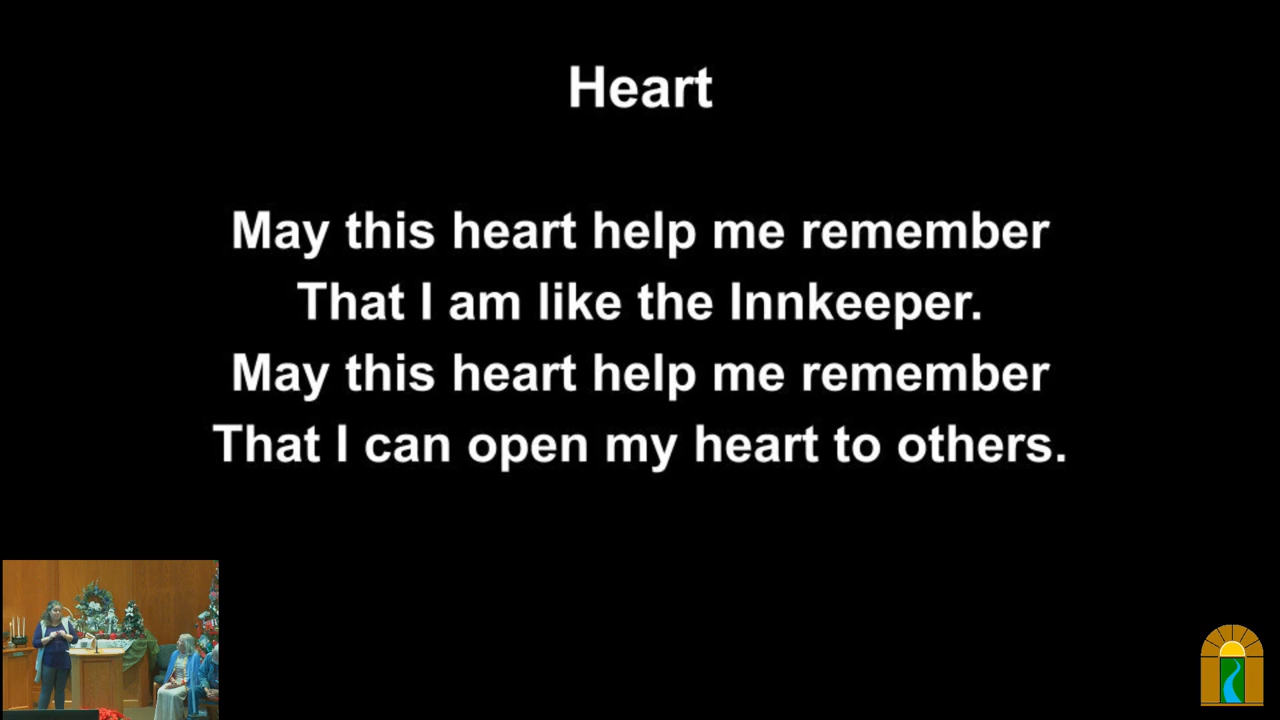 Heart
May this heart help me remember
That I am like the Innkeeper.
May this heart help me remember
That I can open my heart to others.